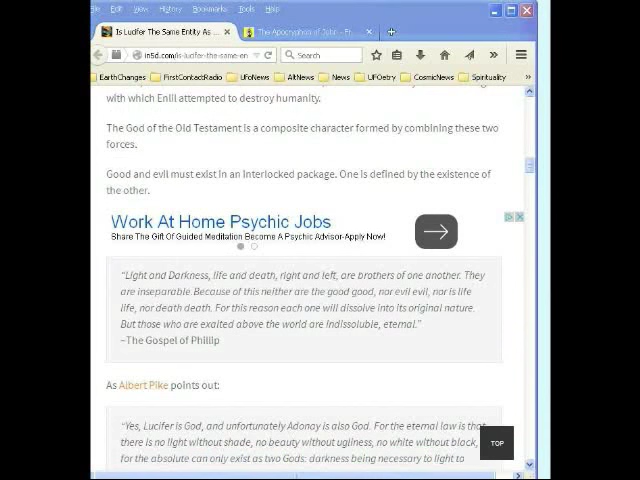 File Edit View History Bookmarks Tools Help
Is Lucifer The Same Entity As ...
The Apocryphon of John - Fr...
in5d.com/is-lucifer-the-same-en
Search
EarthChanges FirstContactRadio UfoNews AltNews News UFOetry CosmicNews Spirituality
with which Enlil attempted to destroy humanity.
The God of the Old Testament is a composite character formed by combining these two
forces.
Good and evil must exist in an interlocked package. One is defined by the existence of
the other.
Work At Home Psychic Jobs
Share The Gift Of Guided Meditation Become A Psychic Advisor-Apply Now!
“Light and Darkness, life and death, right and left, are brothers of one another. They
are inseparable.Because of this neither are the good good, nor evil evil, nor is life
life, nor death death. For this reason each one will dissolve into its original nature.
But those who are exalted above the world are indissoluble, eternal.”
~The Gospel of Phillip
As Albert Pike points out:
“Yes, Lucifer is God, and unfortunately Adonay is also God. For the eternal law is that
there is no light without shade, no beauty without ugliness, no white without black,
for the absolute can only exist as two Gods: darkness being necessary to light to
TOP